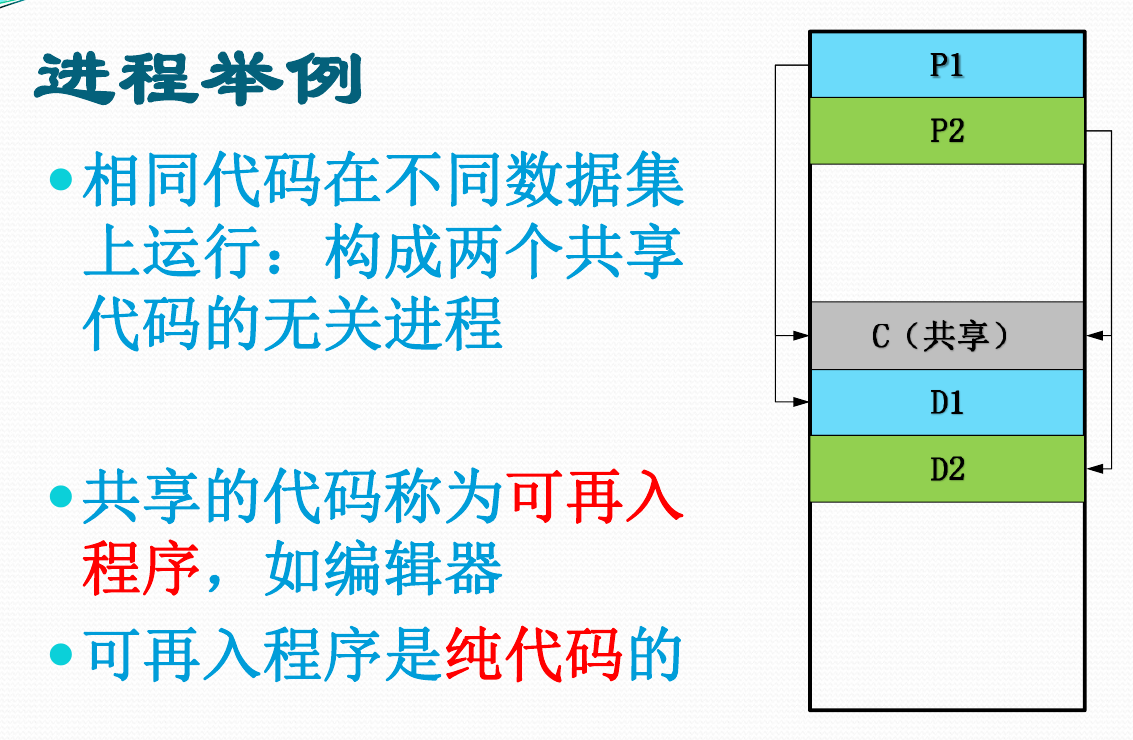 进程举例
•相同代码在不同数据集
上运行：构成两个共享
代码的无关进程
•共享的代码称为可再入
程序，如编辑器
•可再入程序是纯代码的
P1
P2
C（共享）
D1
D2